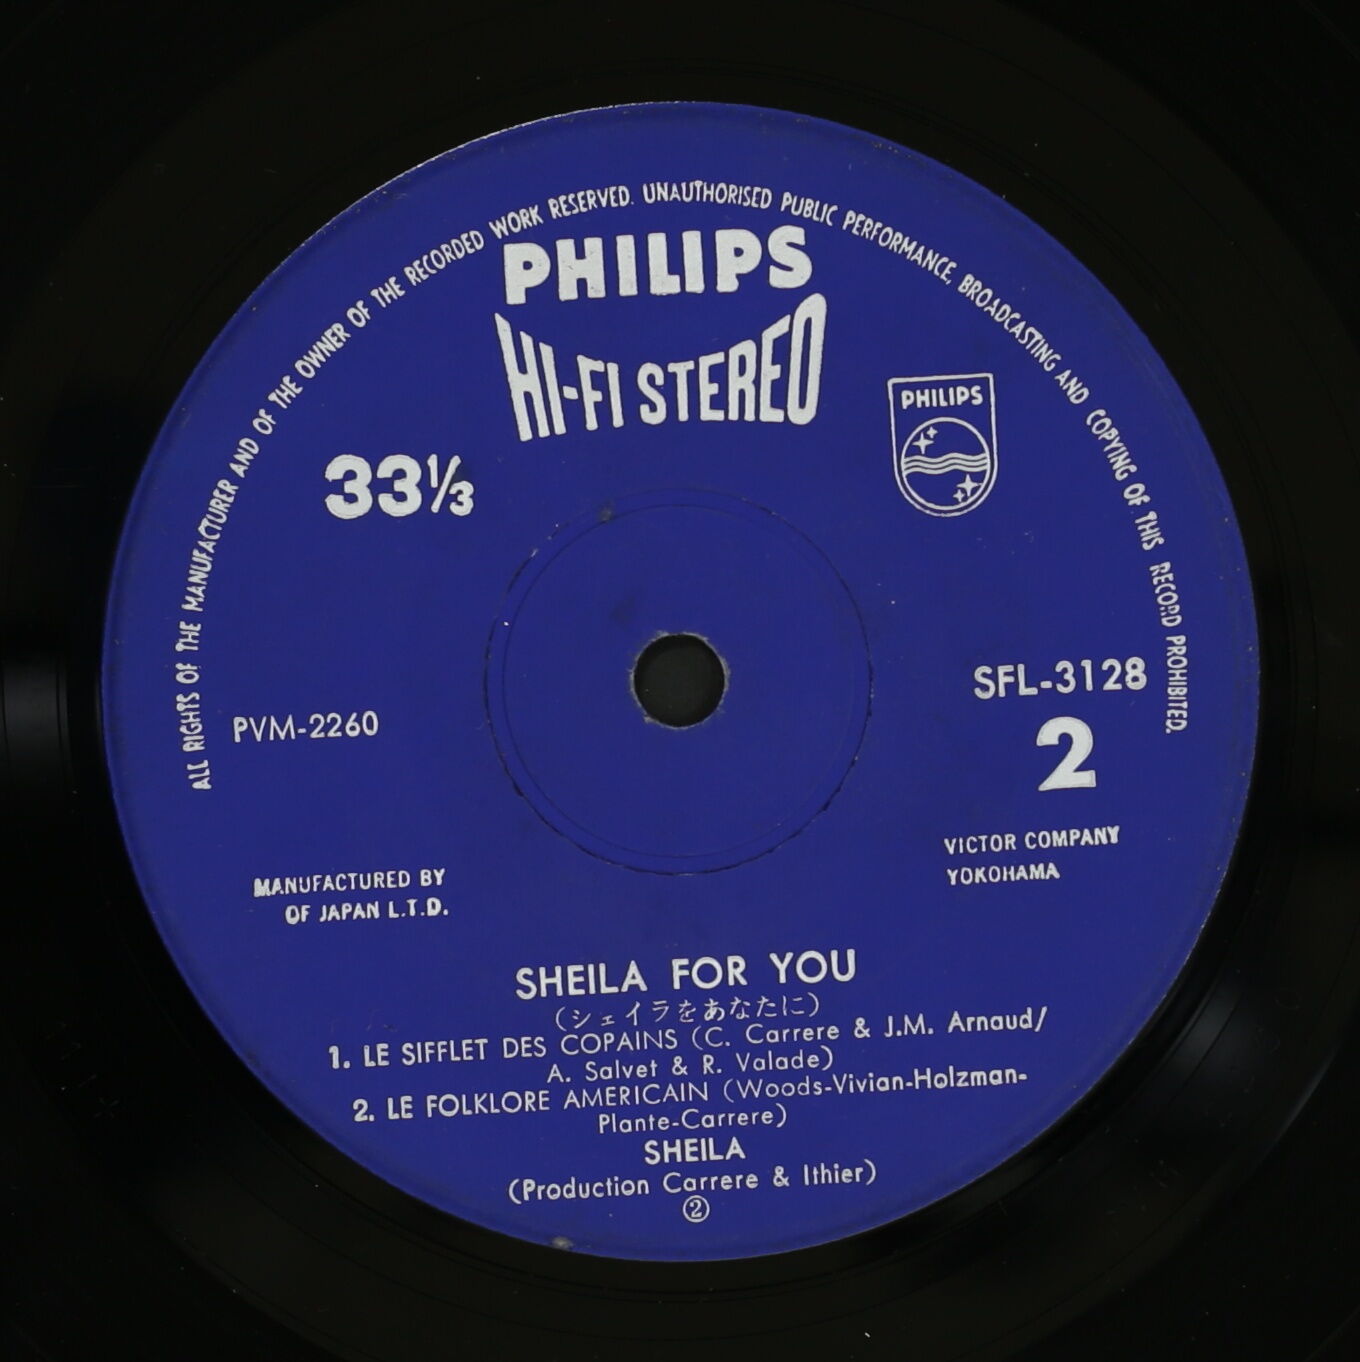 ALL RIGHTS OF THE MANUFACTURER AND OF THE OWNER OF THE RECORDED WORK RESERVED. UNAUTHORISED PUBLIC PERFORMANCE, BROADCASTING AND COPYING OF THIS RECORD PROHIBITED.
PHILIPS
HI-FI STEREO
PHILIPS
33⅓
SFL-3128
PVM-2260
2
VICTOR COMPANY
YOKOHAMA
MANUFACTURED BY
OF JAPAN L.T.D.
SHEILA FOR YOU
(シェイラをあなたに)
1. LE SIFFLET DES COPAINS (C. Carrere & J.M. Arnaud/
A. Salvet & R. Valade)
2. LE FOLKLORE AMERICAIN (Woods-Vivian-Holzman-
Plante-Carrere)
SHEILA
(Production Carrere & Ithier)
②